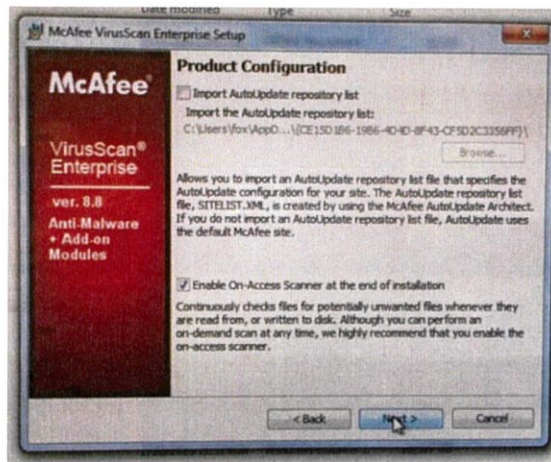 Date modified Type Size
McAfee VirusScan Enterprise Setup
McAfee®
VirusScan®
Enterprise
ver. 8.8
Anti-Malware
+ Add-on
Modules
Product Configuration
Import AutoUpdate repository list
Import the AutoUpdate repository list:
Browse...
Allows you to import an AutoUpdate repository list file that specifies the
AutoUpdate configuration for your site. The AutoUpdate repository list
file, SITELIST.XML, is created by using the McAfee AutoUpdate Architect.
If you do not import an AutoUpdate repository list file, AutoUpdate uses
the default McAfee site.
Enable On-Access Scanner at the end of installation
Continuously checks files for potentially unwanted files whenever they
are read from, or written to disk. Although you can perform an
on-demand scan at any time, we highly recommend that you enable the
on-access scanner.
< Back
Next >
Cancel